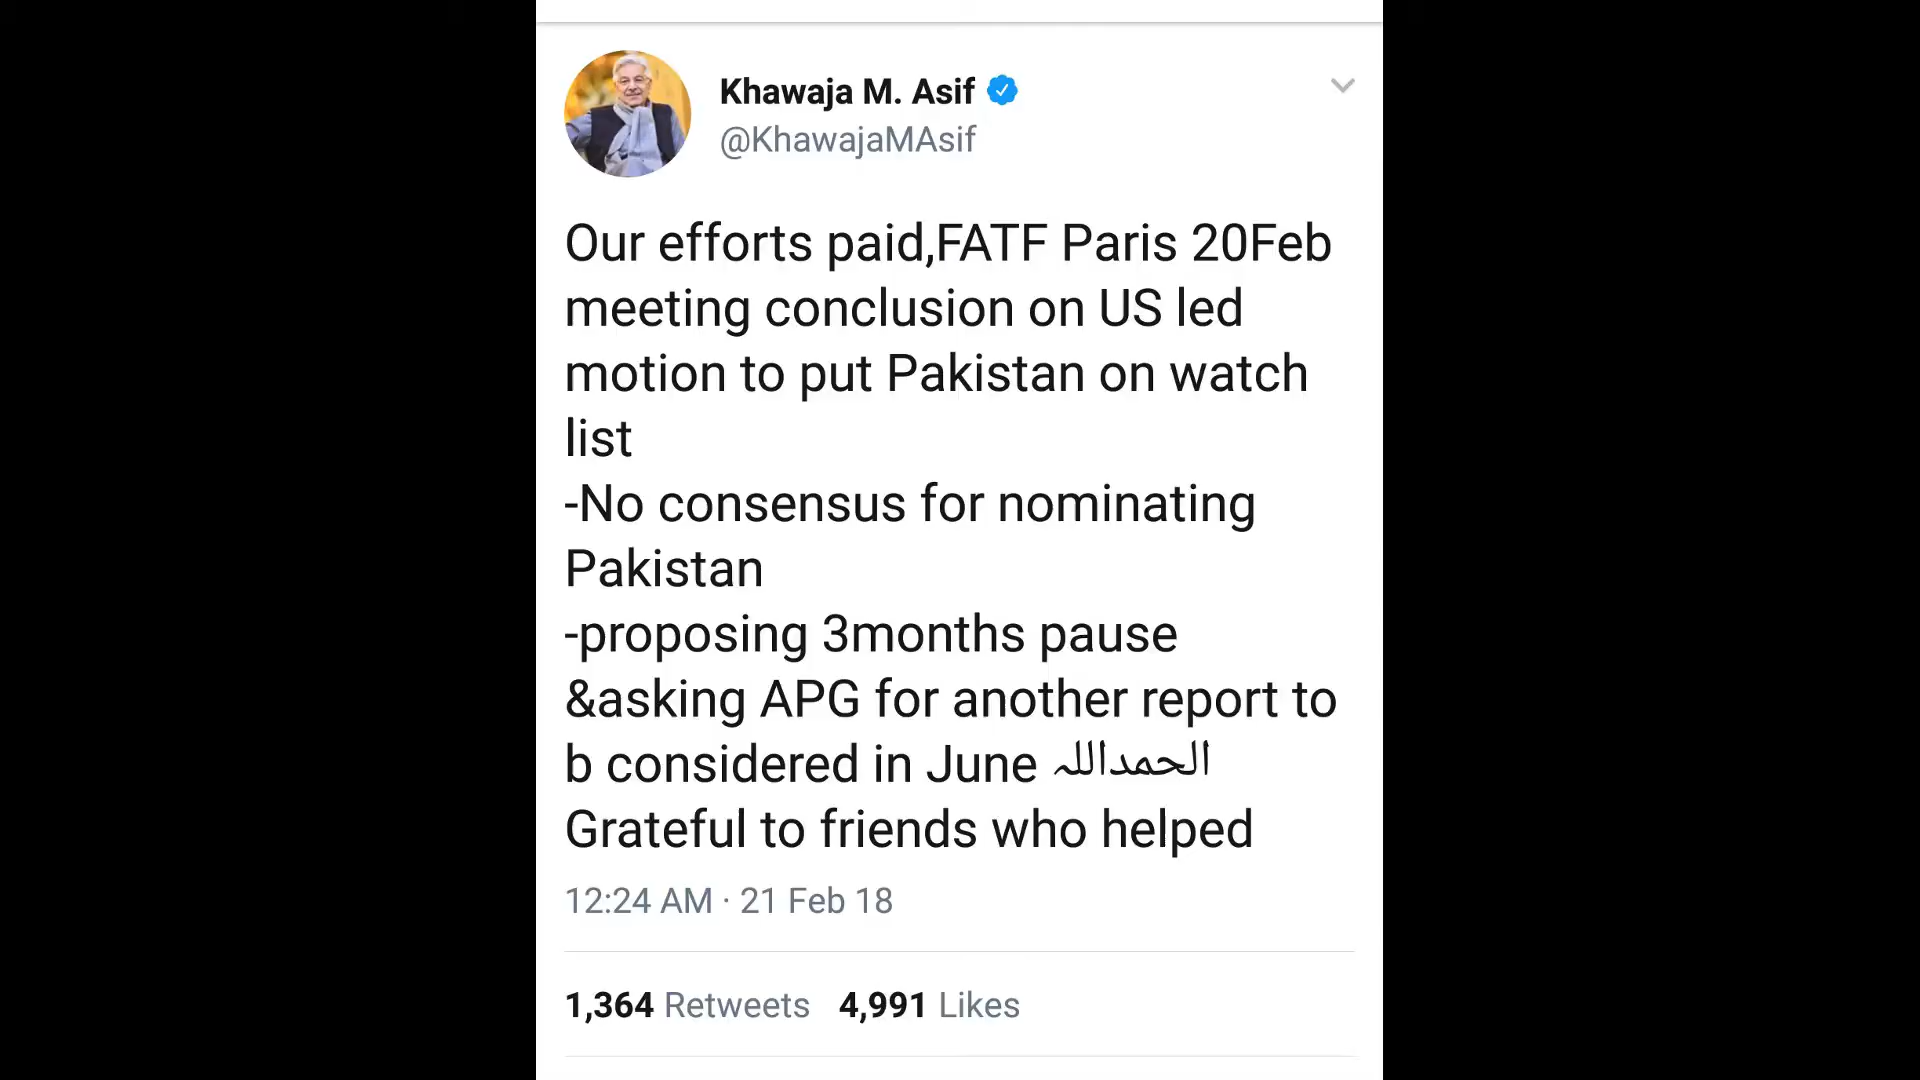 Khawaja M. Asif
@KhawajaMAsif
Our efforts paid,FATF Paris 20Feb
meeting conclusion on US led
motion to put Pakistan on watch
list
-No consensus for nominating
Pakistan
-proposing 3months pause
&asking APG for another report to
b considered in June الحمداللہ
Grateful to friends who helped
12:24 AM · 21 Feb 18
1,364 Retweets 4,991 Likes